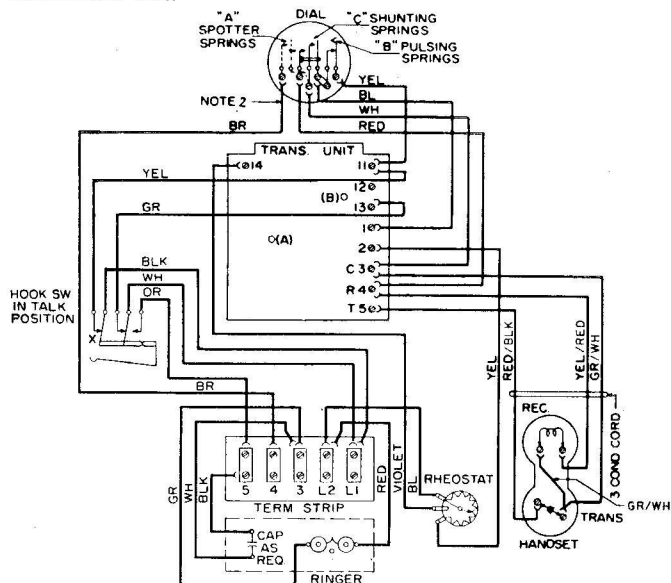 DIAL
"A"
SPOTTER
SPRINGS
"C" SHUNTING
SPRINGS
"B" PULSING
SPRINGS
NOTE 2
YEL
BL
WH
RED
BR
TRANS. UNIT
14
11
YEL
12
(B)
13
GR
1
(A)
2
BLK
C 3
WH
R 4
OR
T 5
HOOK SW
IN TALK
POSITION
X
YEL
RED/BLK
YEL/RED
GR/WH
BR
3 COND CORD
REC.
GR
WH
BLK
RED
VIOLET
BL
RHEOSTAT
5 4 3 L2 L1
TERM STRIP
GR/WH
TRANS
HANDSET
CAP
AS
REQ.
RINGER